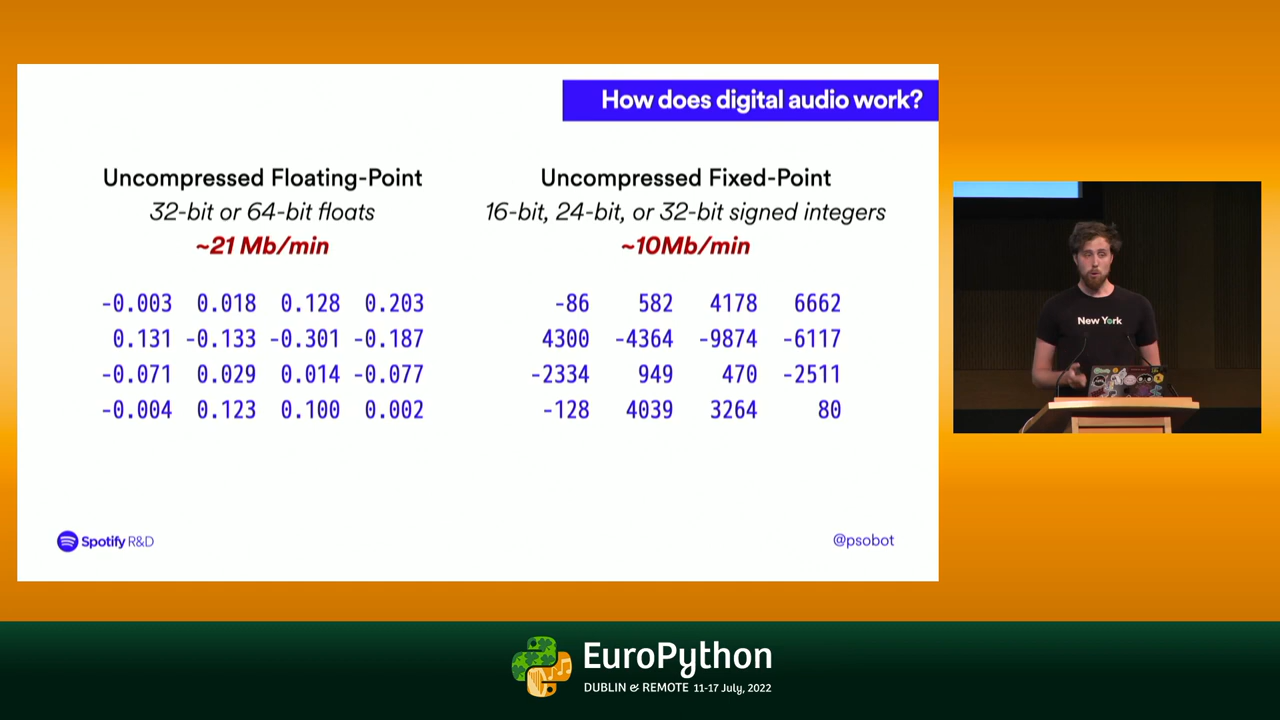 How does digital audio work?
Uncompressed Floating-Point
32-bit or 64-bit floats
~21 Mb/min
-0.003 0.018 0.128 0.203
0.131 -0.133 -0.301 -0.187
-0.071 0.029 0.014 -0.077
-0.004 0.123 0.100 0.002
Uncompressed Fixed-Point
16-bit, 24-bit, or 32-bit signed integers
~10Mb/min
-86 582 4178 6662
4300 -4364 -9874 -6117
-2334 949 470 -2511
-128 4039 3264 80
Spotify R&D
@psobot
New York
EuroPython
DUBLIN & REMOTE 11-17 July, 2022